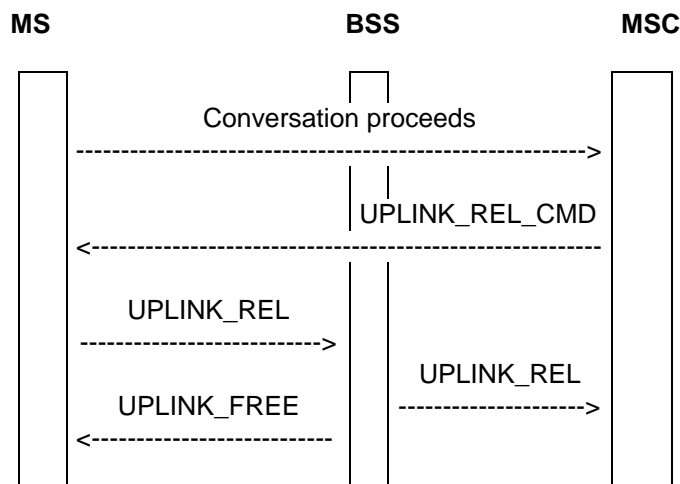 MS BSS MSC
Conversation proceeds
--------------------------------------------------------->
UPLINK_REL_CMD
<---------------------------------------------------------
UPLINK_REL
--------------------------->
UPLINK_REL
UPLINK_FREE
--------------------->
<---------------------------